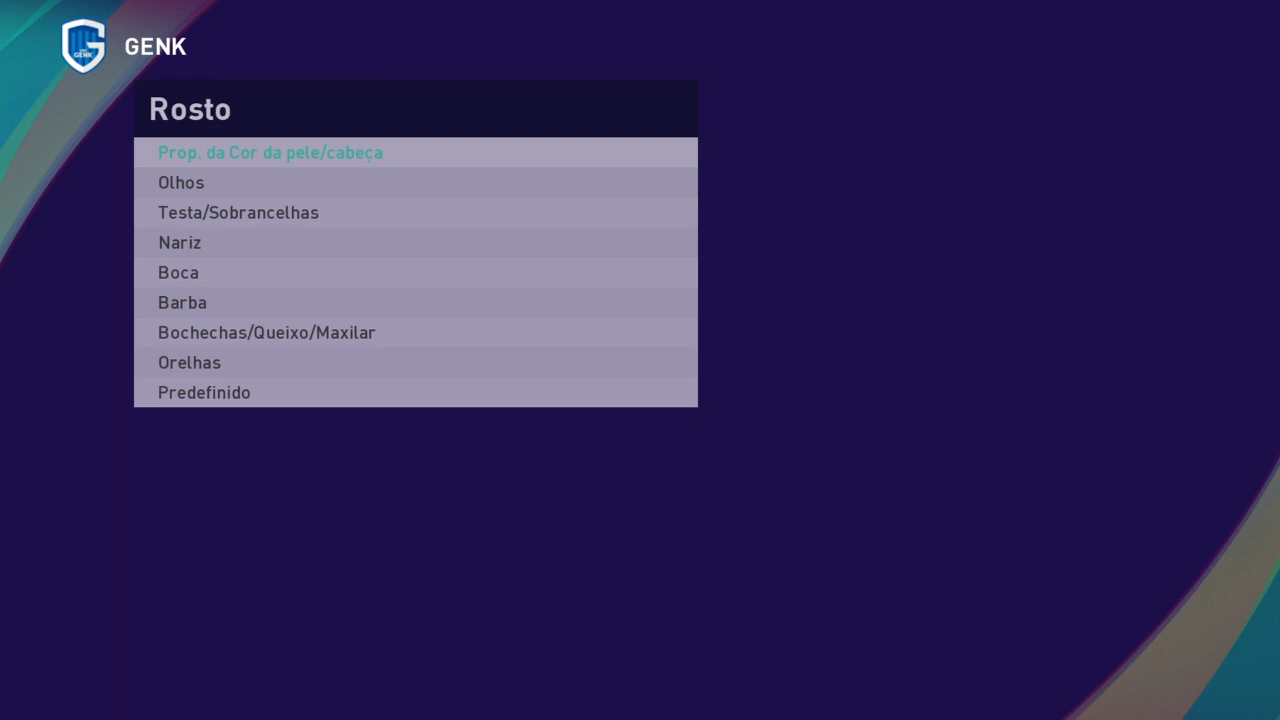 GENK
GENK
Rosto
Prop. da Cor da pele/cabeça
Olhos
Testa/Sobrancelhas
Nariz
Boca
Barba
Bochechas/Queixo/Maxilar
Orelhas
Predefinido